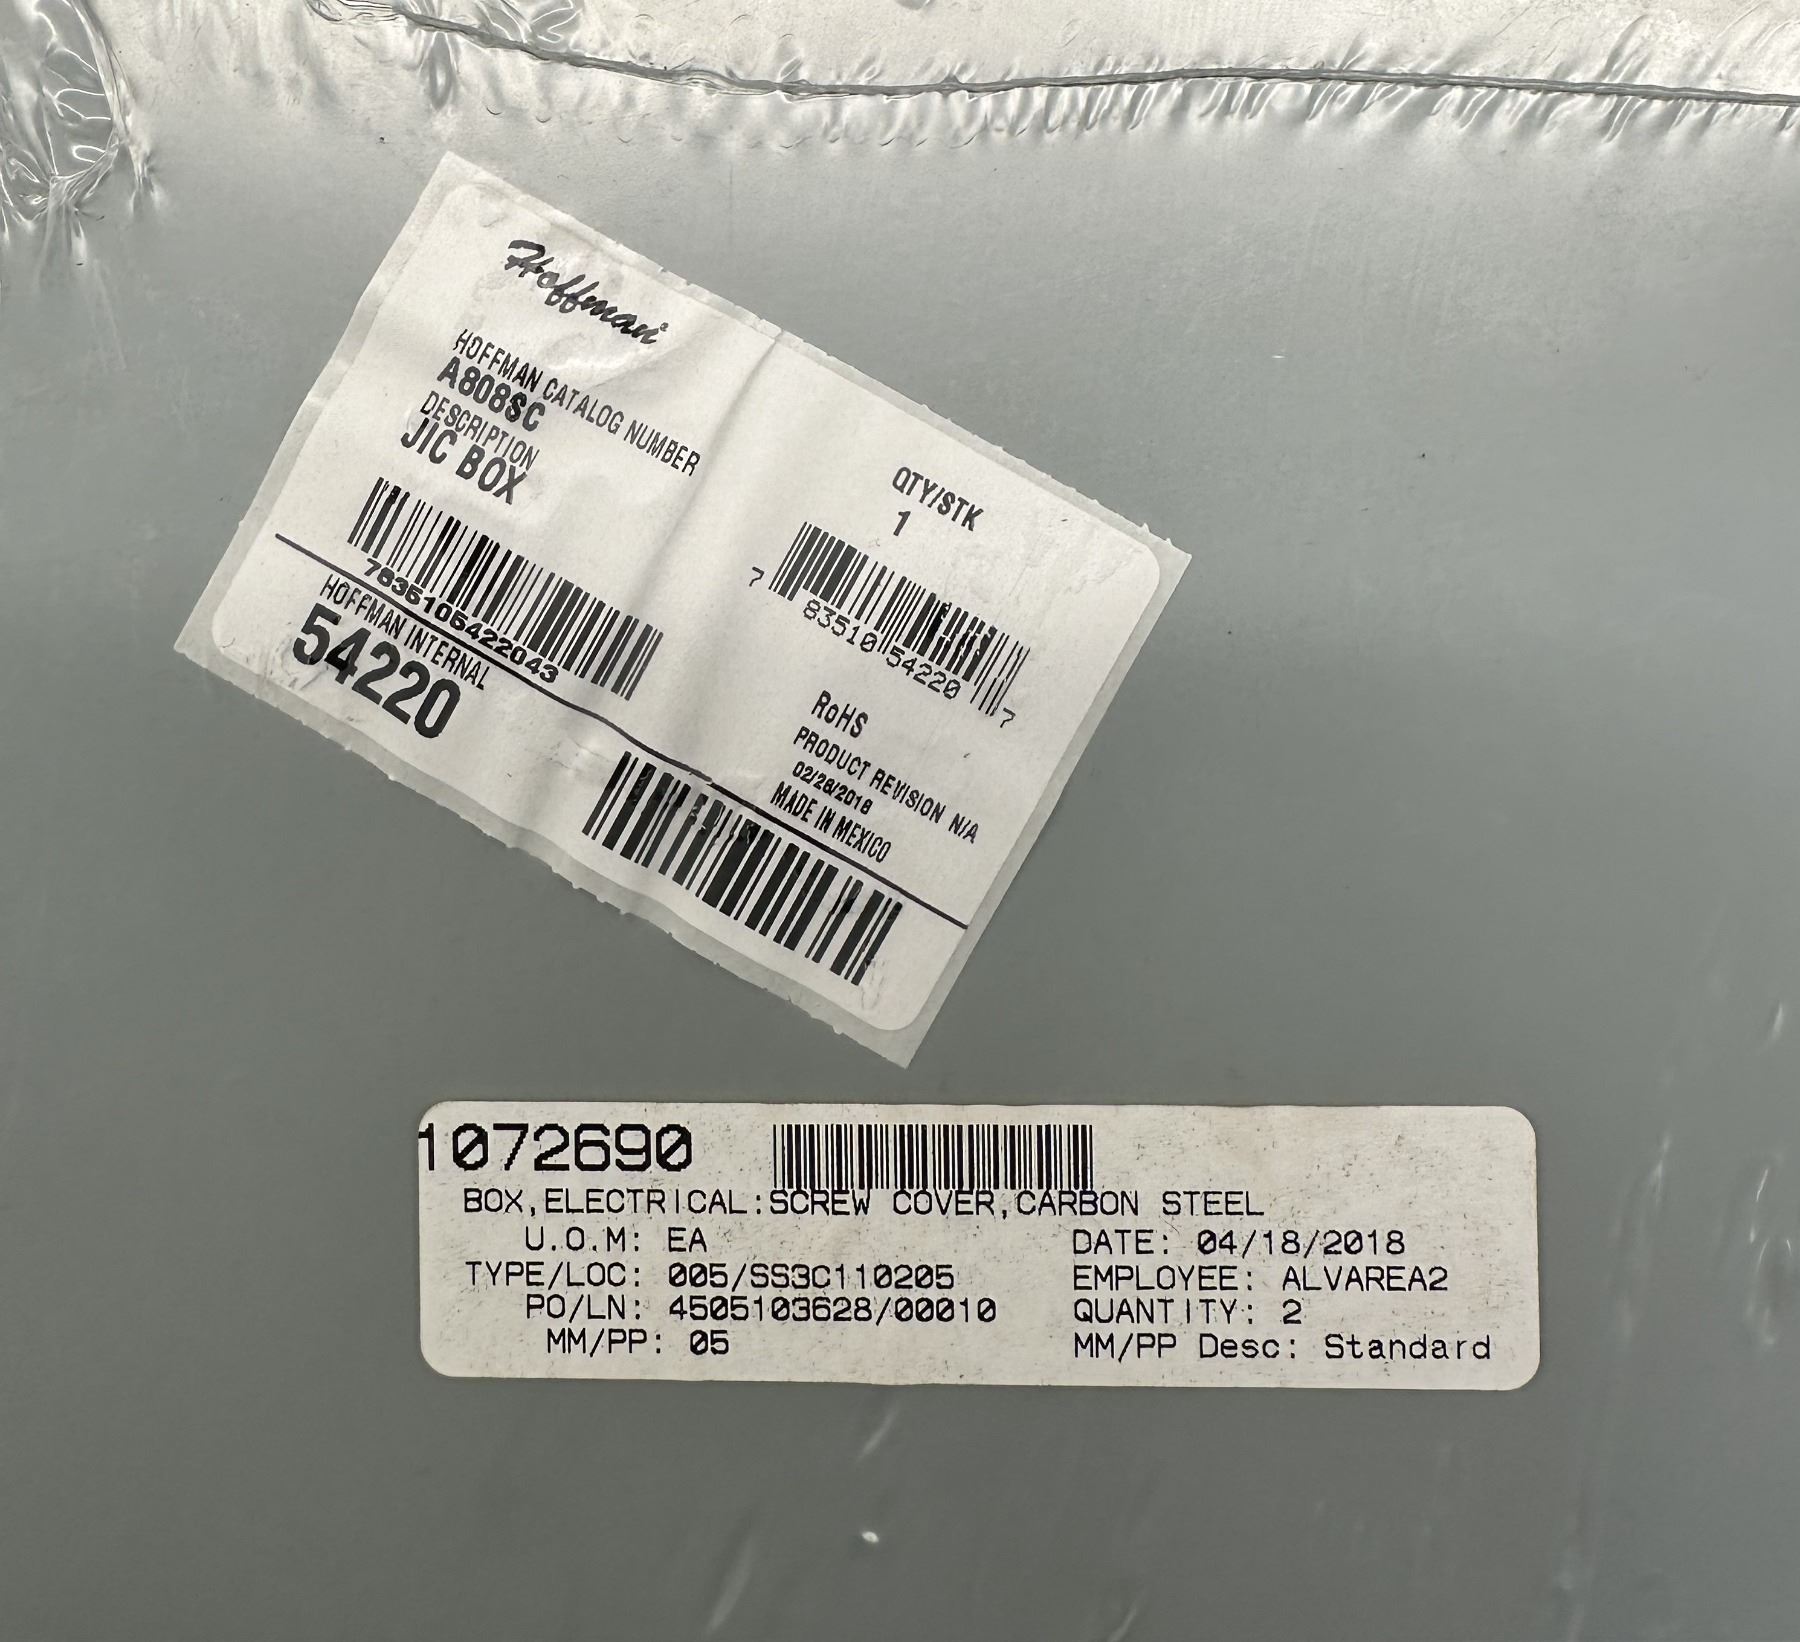 Hoffman
HOFFMAN CATALOG NUMBER
A808SC
DESCRIPTION
JIC BOX
QTY/STK
1
7835105422043
7 83510 54220 7
HOFFMAN INTERNAL
54220
RoHS
PRODUCT REVISION N/A
02/28/2018
MADE IN MEXICO
1072690
BOX,ELECTRICAL:SCREW COVER,CARBON STEEL
U.O.M: EA
DATE: 04/18/2018
TYPE/LOC: 005/SS3C110205
EMPLOYEE: ALVAREA2
PO/LN: 4505103628/00010
QUANTITY: 2
MM/PP: 05
MM/PP Desc: Standard